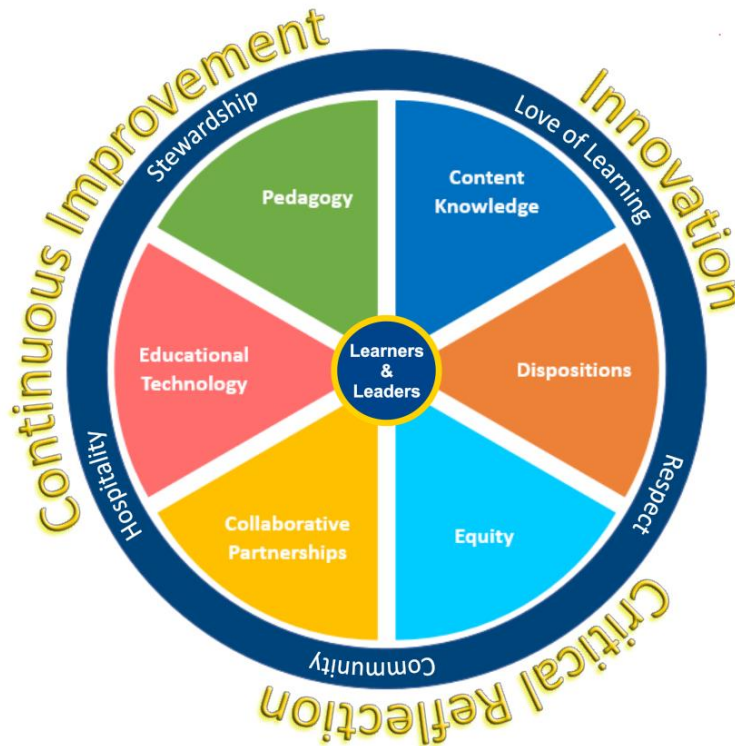 Continuous Improvement
Innovation
Critical Reflection
Stewardship
Love of Learning
Respect
Community
Hospitality
Pedagogy
Content
Knowledge
Educational
Technology
Learners
&
Leaders
Dispositions
Collaborative
Partnerships
Equity